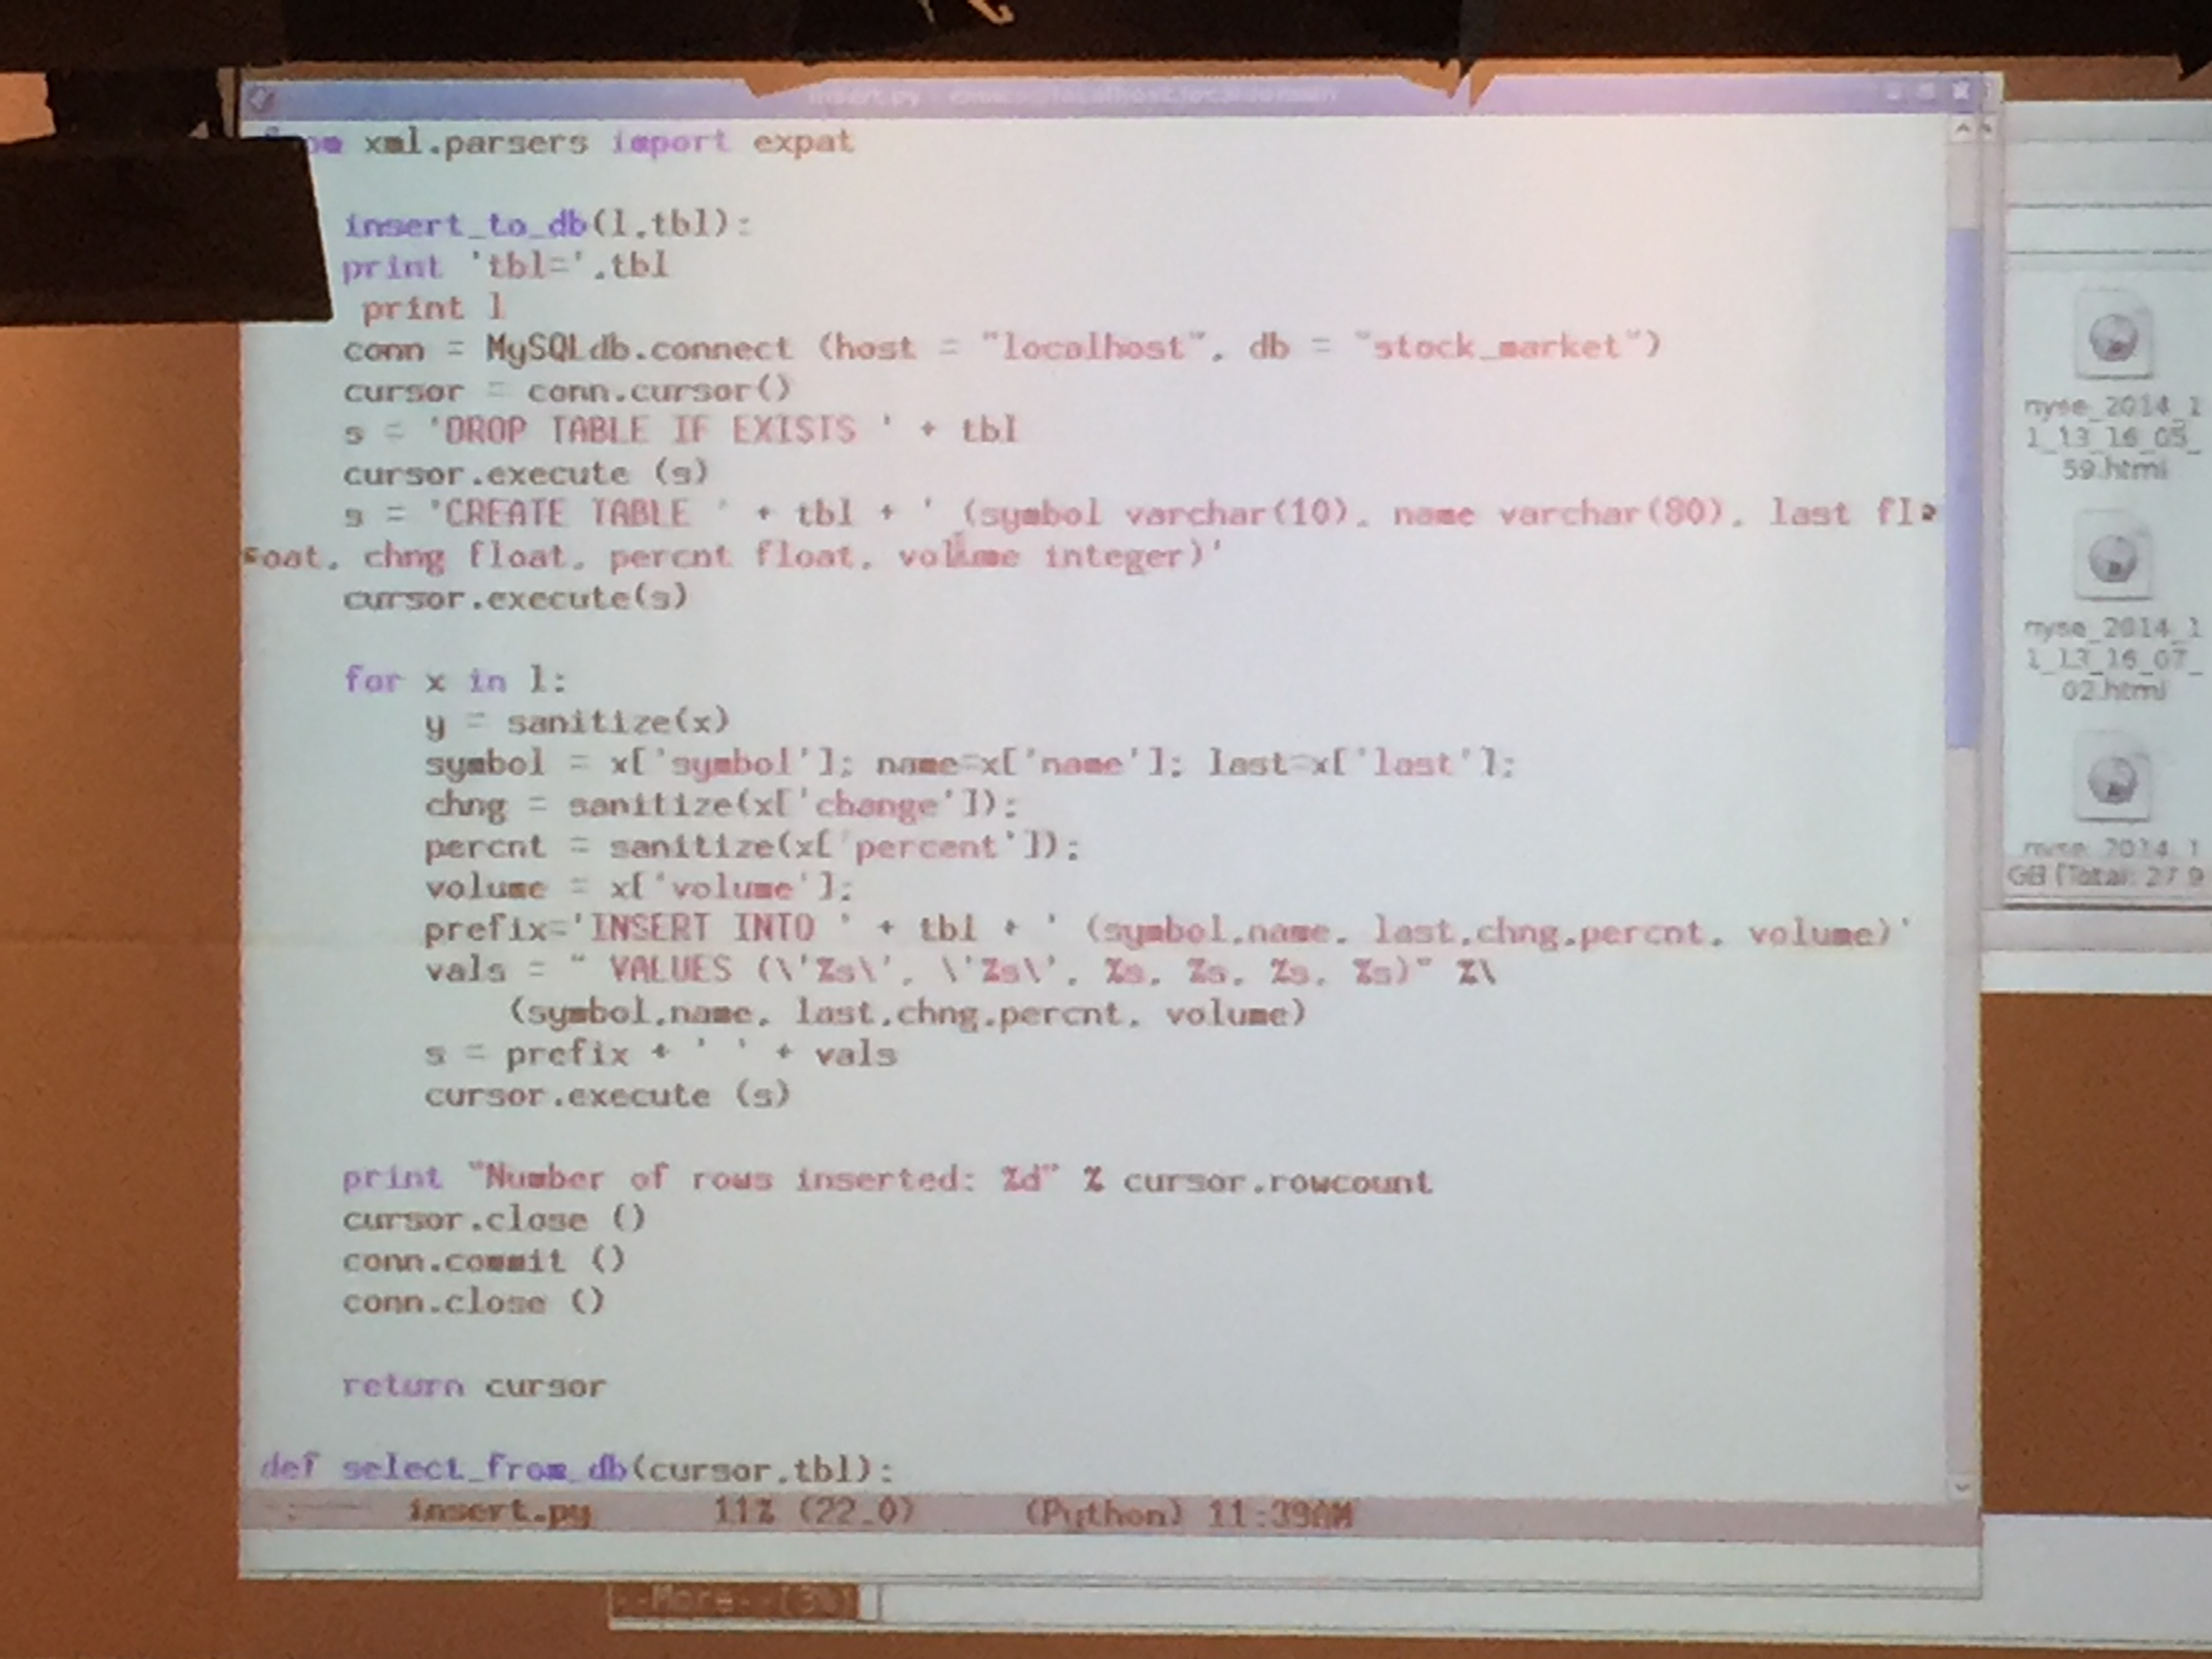 xml.parsers import expat
insert_to_db(l,tbl):
print 'tbl=',tbl
print l
conn = MySQLdb.connect (host = "localhost", db = "stock_market")
cursor = conn.cursor()
s = 'DROP TABLE IF EXISTS ' + tbl
cursor.execute (s)
s = 'CREATE TABLE ' + tbl + ' (symbol varchar(10), name varchar(80), last fl
oat, chng float, percnt float, volume integer)'
cursor.execute(s)
for x in l:
y = sanitize(x)
symbol = x['symbol']; name=x['name']; last=x['last'];
chng = sanitize(x['change']);
percnt = sanitize(x['percent']);
volume = x['volume'];
prefix='INSERT INTO ' + tbl + ' (symbol,name, last,chng,percnt, volume)'
vals = " VALUES (\'%s\', \'%s\', %s, %s, %s, %s)" %\
(symbol,name, last,chng,percnt, volume)
s = prefix + ' ' + vals
cursor.execute (s)
print "Number of rows inserted: %d" % cursor.rowcount
cursor.close ()
conn.commit ()
conn.close ()
return cursor
def select_from_db(cursor,tbl):
insert.py 11% (22,0) (Python) 11:39AM
--More--(3%)
nyse_2014_1
1_13_16_05_
59.html
nyse_2014_1
1_13_16_07_
02.html
nyse_2014_1
GB (Total: 27.9